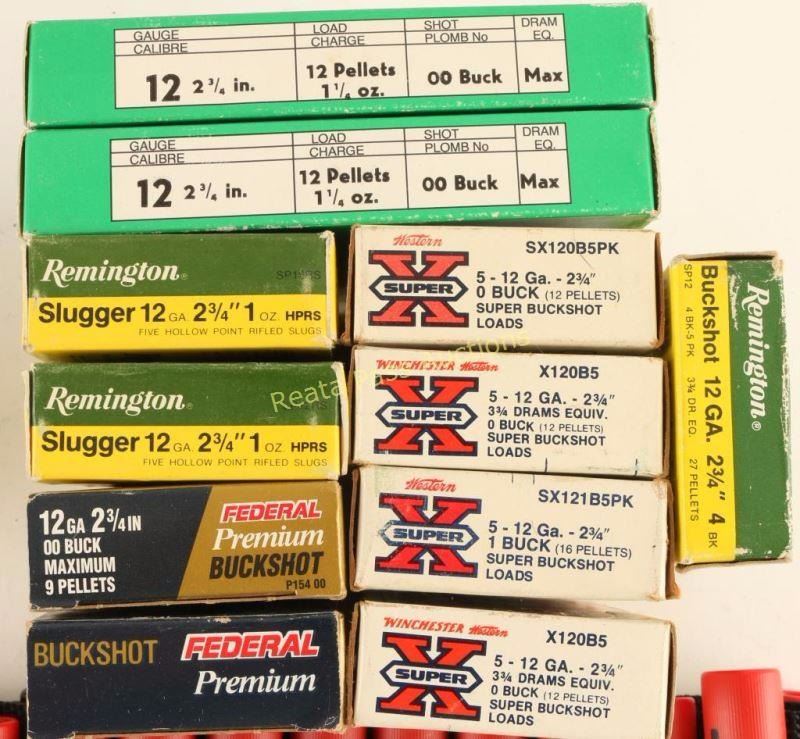 GAUGE LOAD SHOT DRAM
CALIBRE CHARGE PLOMB No EQ.
12 2 3/4 in. 12 Pellets 1 1/4 oz. 00 Buck Max
GAUGE LOAD SHOT DRAM
CALIBRE CHARGE PLOMB No EQ.
12 2 3/4 in. 12 Pellets 1 1/4 oz. 00 Buck Max
Remington®
Slugger 12 GA. 2 3/4" 1 OZ. HPRS
FIVE HOLLOW POINT RIFLED SLUGS
Western
X
SUPER
SX120B5PK
5 - 12 Ga. - 2 3/4"
0 BUCK (12 PELLETS)
SUPER BUCKSHOT
LOADS
Remington®
Slugger 12 GA. 2 3/4" 1 OZ. HPRS
FIVE HOLLOW POINT RIFLED SLUGS
WINCHESTER Western
X
SUPER
X120B5
5 - 12 GA. - 2 3/4"
3 3/4 DRAMS EQUIV.
0 BUCK (12 PELLETS)
SUPER BUCKSHOT
LOADS
12 GA 2 3/4 IN
00 BUCK
MAXIMUM
9 PELLETS
FEDERAL
Premium
BUCKSHOT
P154 00
Western
X
SUPER
SX121B5PK
5 - 12 Ga. - 2 3/4"
1 BUCK (16 PELLETS)
SUPER BUCKSHOT
LOADS
BUCKSHOT FEDERAL
Premium
WINCHESTER Western
X
SUPER
X120B5
5 - 12 GA. - 2 3/4"
3 3/4 DRAMS EQUIV.
0 BUCK (12 PELLETS)
SUPER BUCKSHOT
LOADS
Remington®
Buckshot 12 GA. 2 3/4" 4 BK
SP12 4 BK-5 PK 3 3/4 DR. EQ. 27 PELLETS